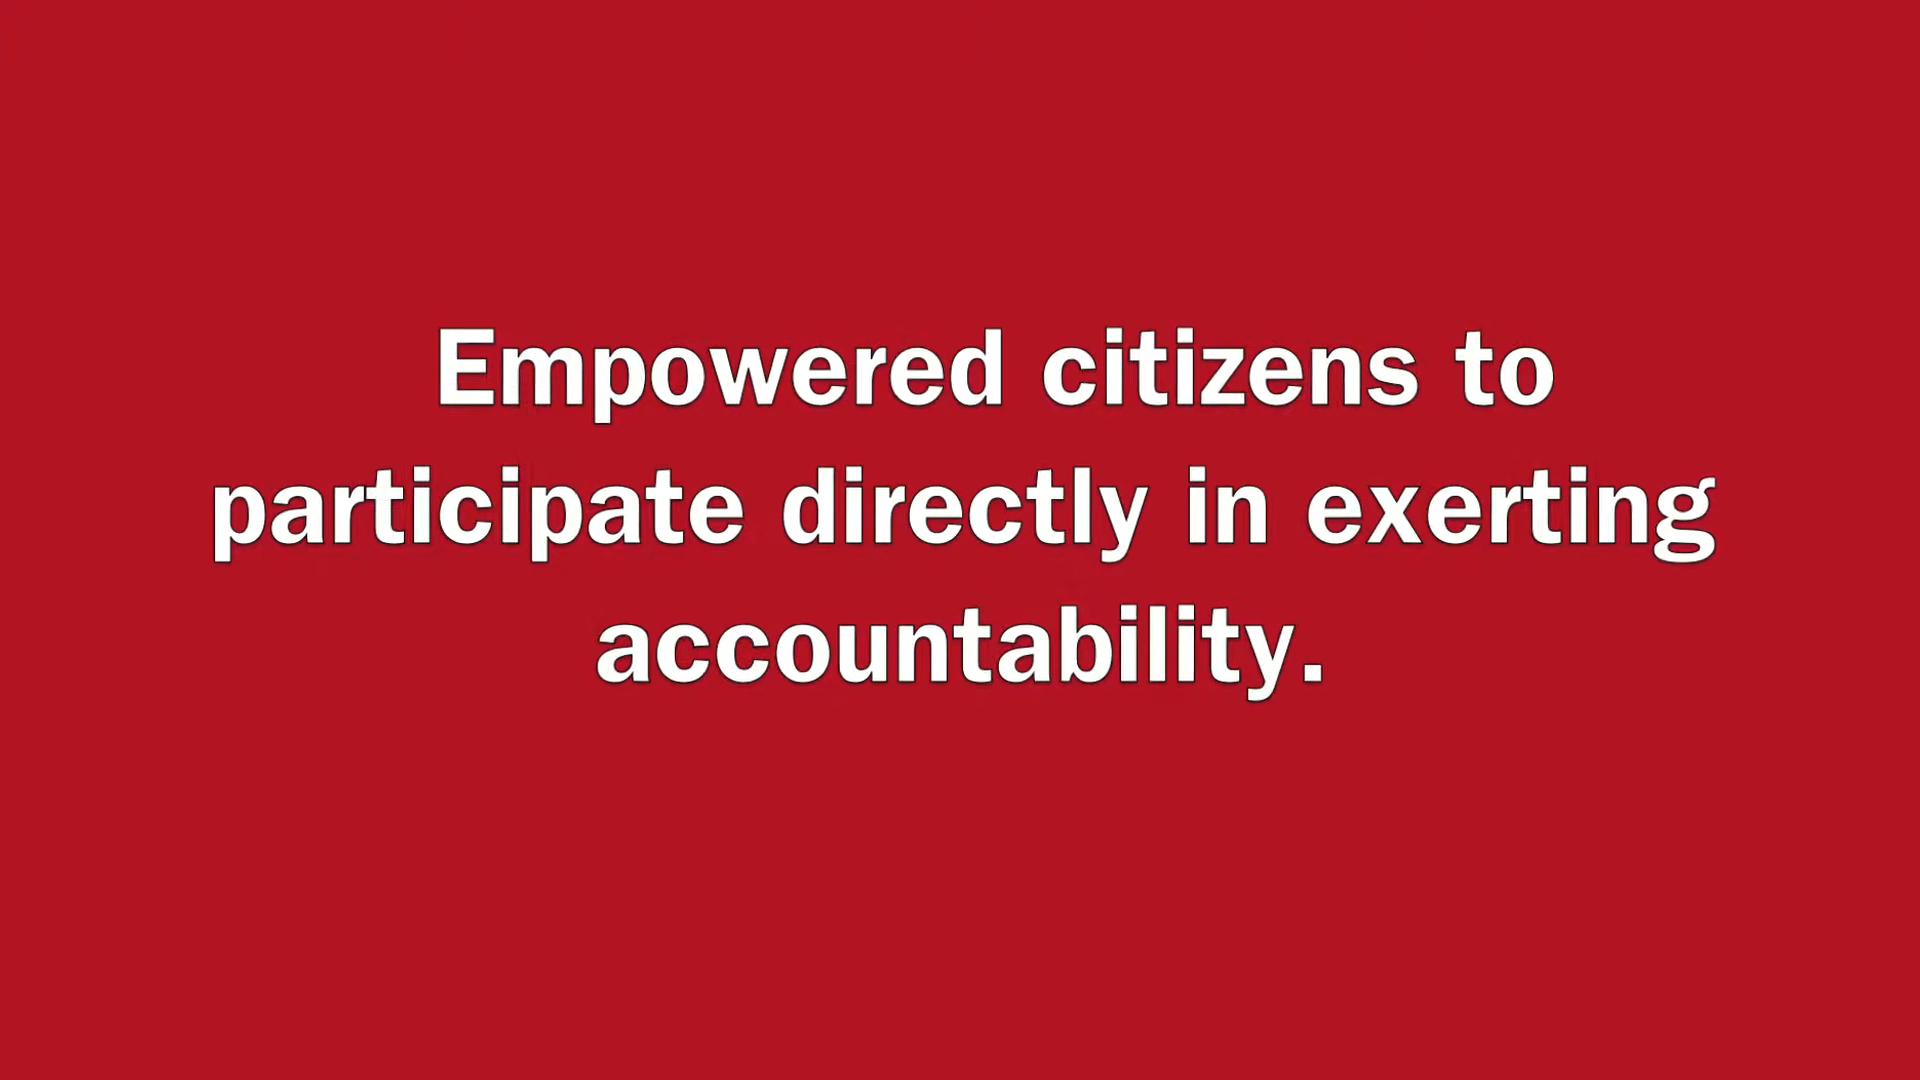 Empowered citizens to
participate directly in exerting
accountability.